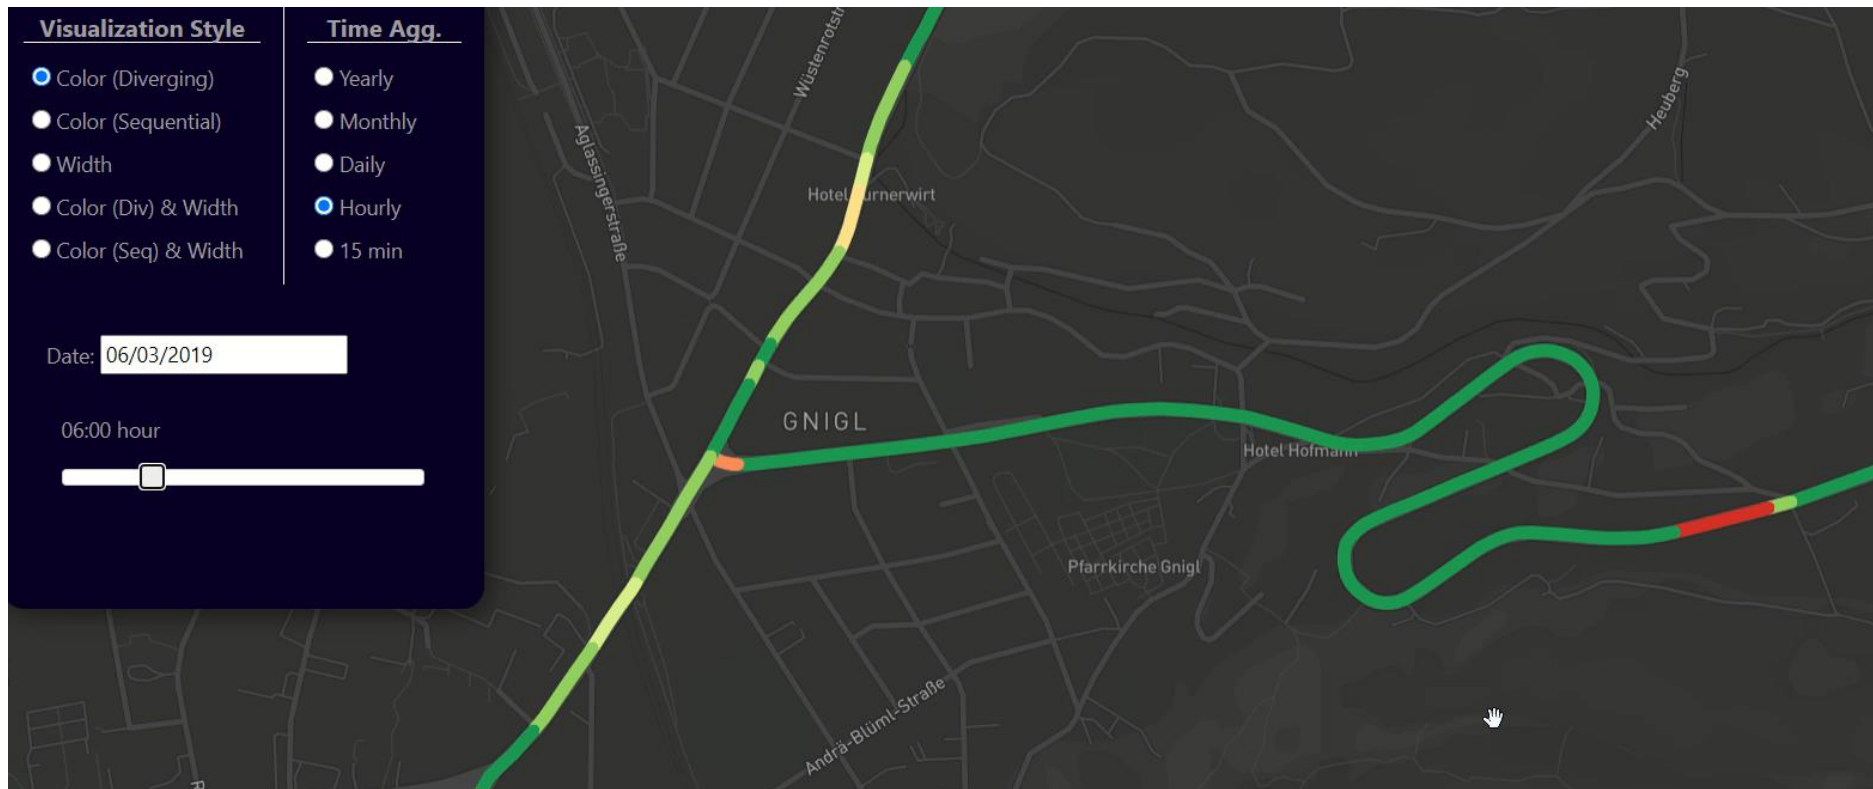 Visualization Style
Color (Diverging)
Color (Sequential)
Width
Color (Div) & Width
Color (Seq) & Width
Time Agg.
Yearly
Monthly
Daily
Hourly
15 min
Date: 06/03/2019
06:00 hour
Wüstenrotstr
Aglassingerstraße
Heuberg
Hotel urnerwirt
GNIGL
Hotel Hofmann
Pfarrkirche Gnigl
Andrä-Blüml-Straße